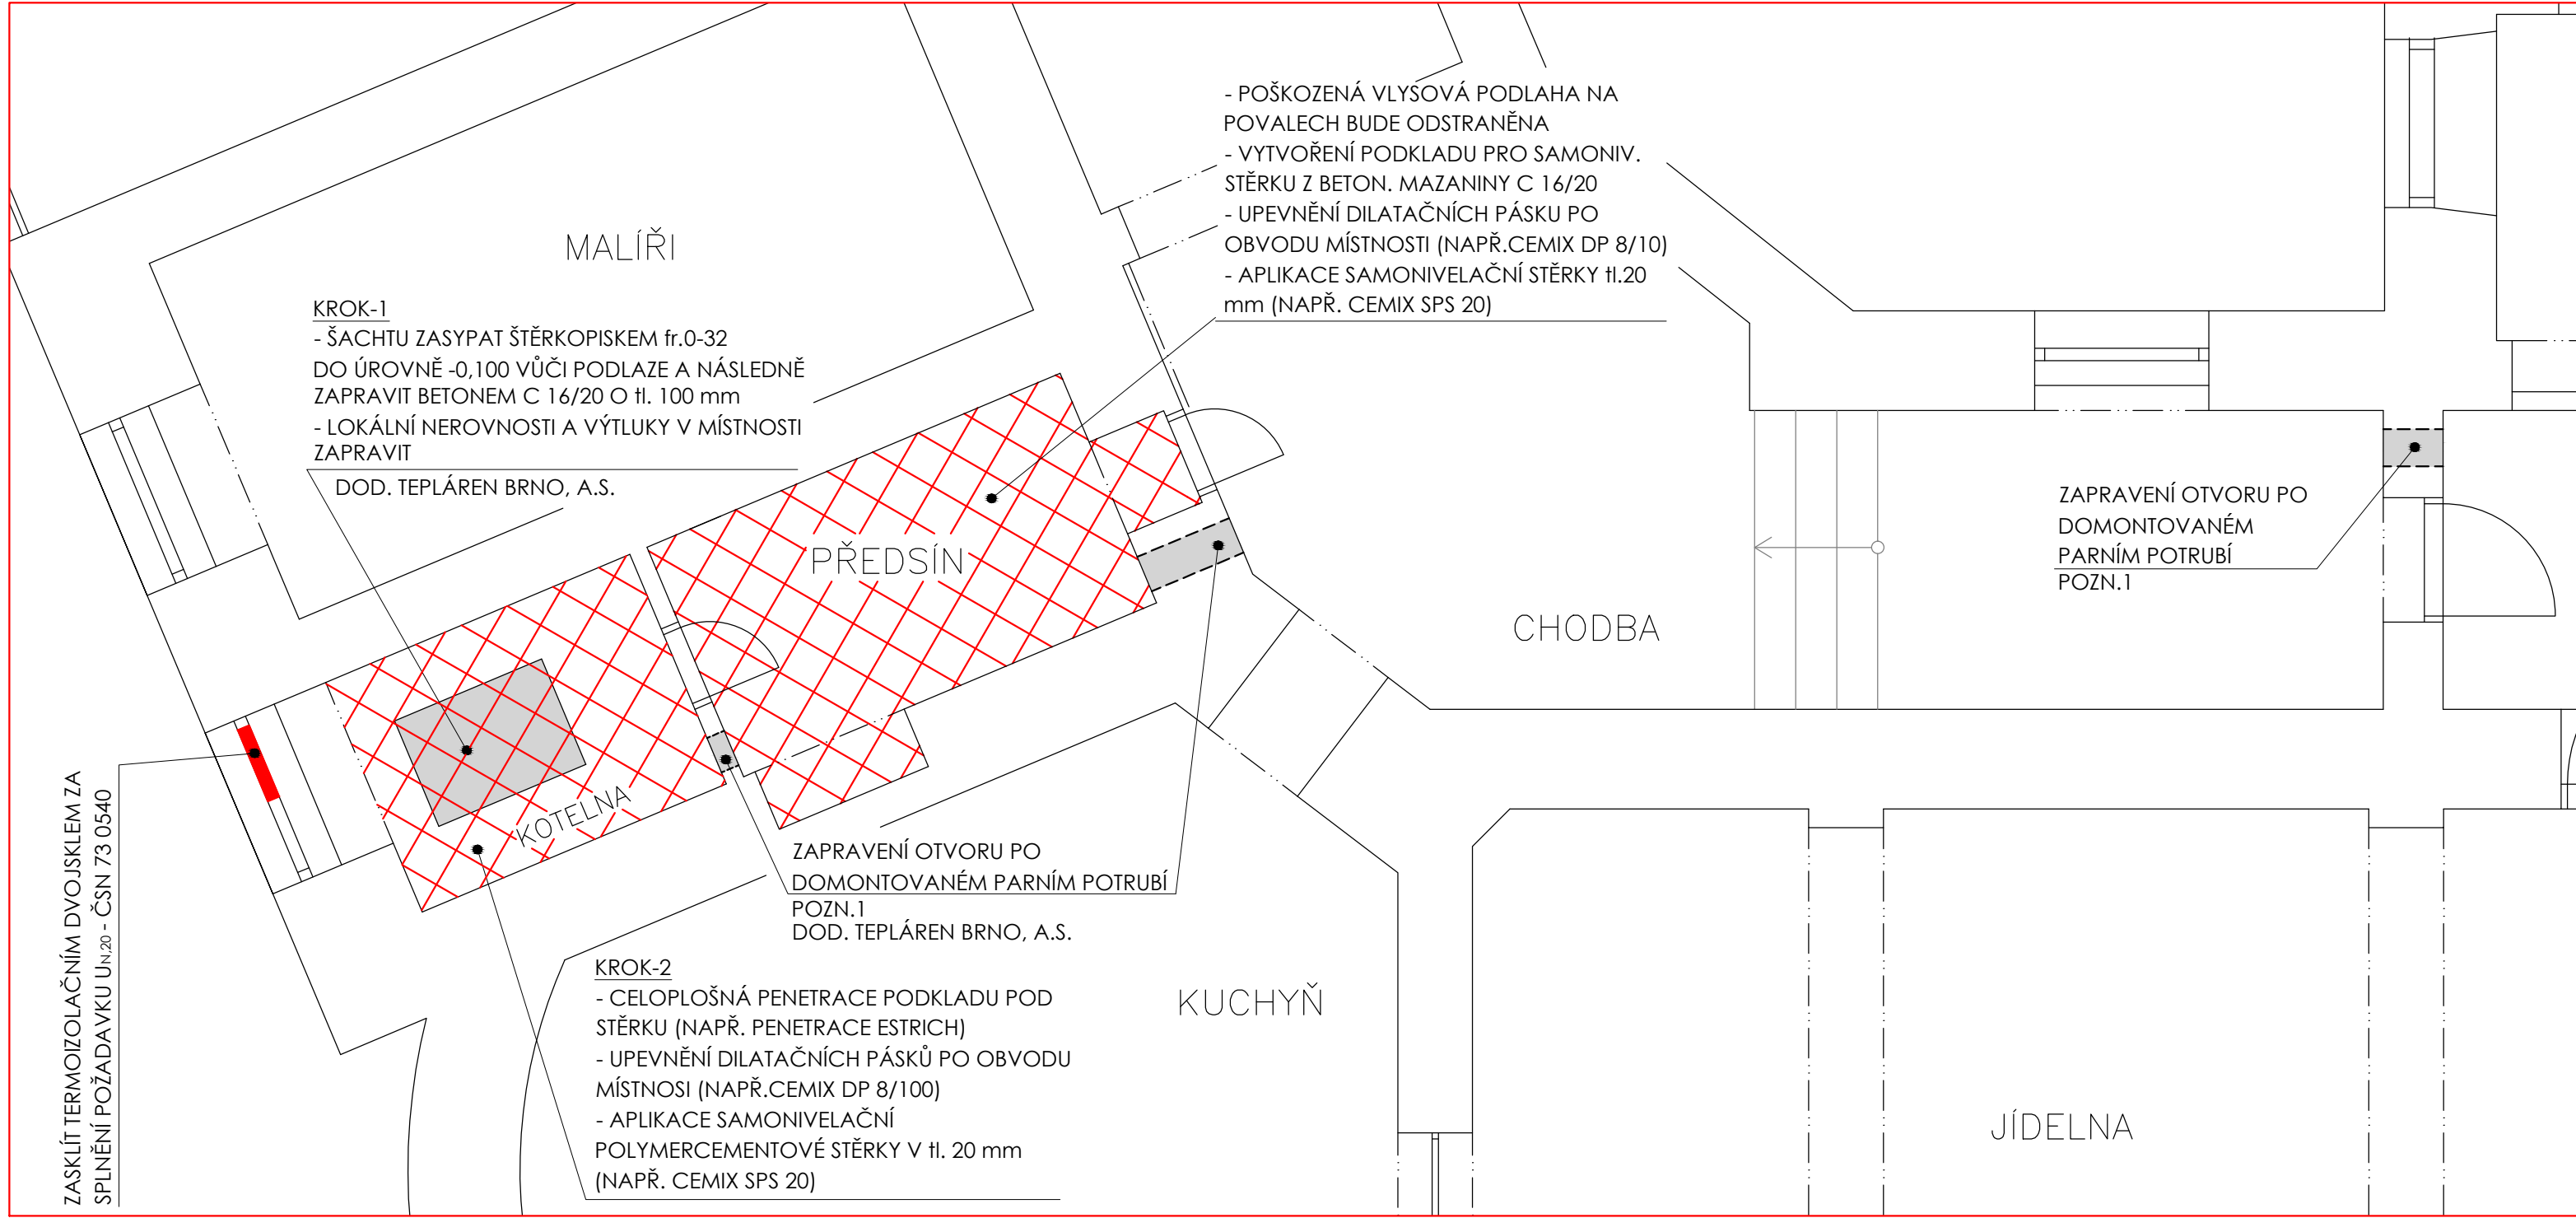 - POŠKOZENÁ VLYSOVÁ PODLAHA NA
POVALECH BUDE ODSTRANĚNA
- VYTVOŘENÍ PODKLADU PRO SAMONIV.
STĚRKU Z BETON. MAZANINY C 16/20
- UPEVNĚNÍ DILATAČNÍCH PÁSKU PO
OBVODU MÍSTNOSTI (NAPŘ.CEMIX DP 8/10)
- APLIKACE SAMONIVELAČNÍ STĚRKY tl.20
mm (NAPŘ. CEMIX SPS 20)
MALÍŘI
KROK-1
- ŠACHTU ZASYPAT ŠTĚRKOPISKEM fr.0-32
DO ÚROVNĚ -0,100 VŮČI PODLAZE A NÁSLEDNĚ
ZAPRAVIT BETONEM C 16/20 O tl. 100 mm
- LOKÁLNÍ NEROVNOSTI A VÝTLUKY V MÍSTNOSTI
ZAPRAVIT
DOD. TEPLÁREN BRNO, A.S.
PŘEDSÍN
CHODBA
ZAPRAVENÍ OTVORU PO
DOMONTOVANÉM
PARNÍM POTRUBÍ
POZN.1
KOTELNA
ZAPRAVENÍ OTVORU PO
DOMONTOVANÉM PARNÍM POTRUBÍ
POZN.1
DOD. TEPLÁREN BRNO, A.S.
ZASKLÍT TERMOIZOLAČNÍM DVOJSKLEM ZA
SPLNĚNÍ POŽADAVKU UN,20 - ČSN 73 0540
KROK-2
- CELOPLOŠNÁ PENETRACE PODKLADU POD
STĚRKU (NAPŘ. PENETRACE ESTRICH)
- UPEVNĚNÍ DILATAČNÍCH PÁSKŮ PO OBVODU
MÍSTNOSI (NAPŘ.CEMIX DP 8/100)
- APLIKACE SAMONIVELAČNÍ
POLYMERCEMENTOVÉ STĚRKY V tl. 20 mm
(NAPŘ. CEMIX SPS 20)
KUCHYŇ
JÍDELNA